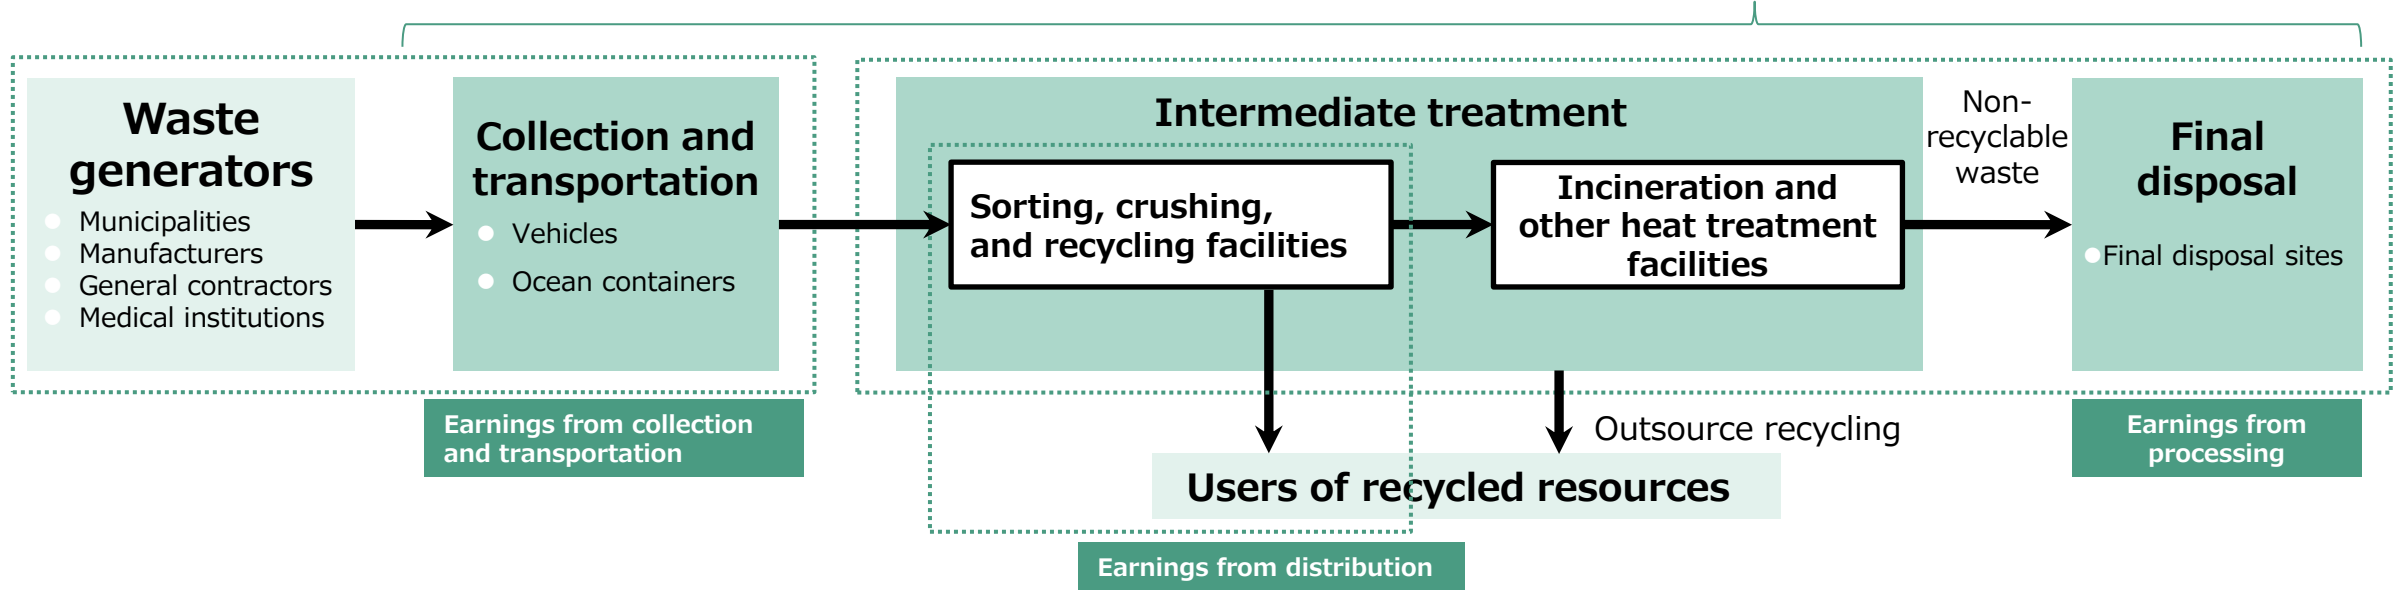 Waste
generators
Municipalities
Manufacturers
General contractors
Medical institutions
Collection and
transportation
Vehicles
Ocean containers
Earnings from collection
and transportation
Intermediate treatment
Sorting, crushing,
and recycling facilities
Incineration and
other heat treatment
facilities
Non-
recyclable
waste
Final
disposal
Final disposal sites
Outsource recycling
Users of recycled resources
Earnings from distribution
Earnings from
processing